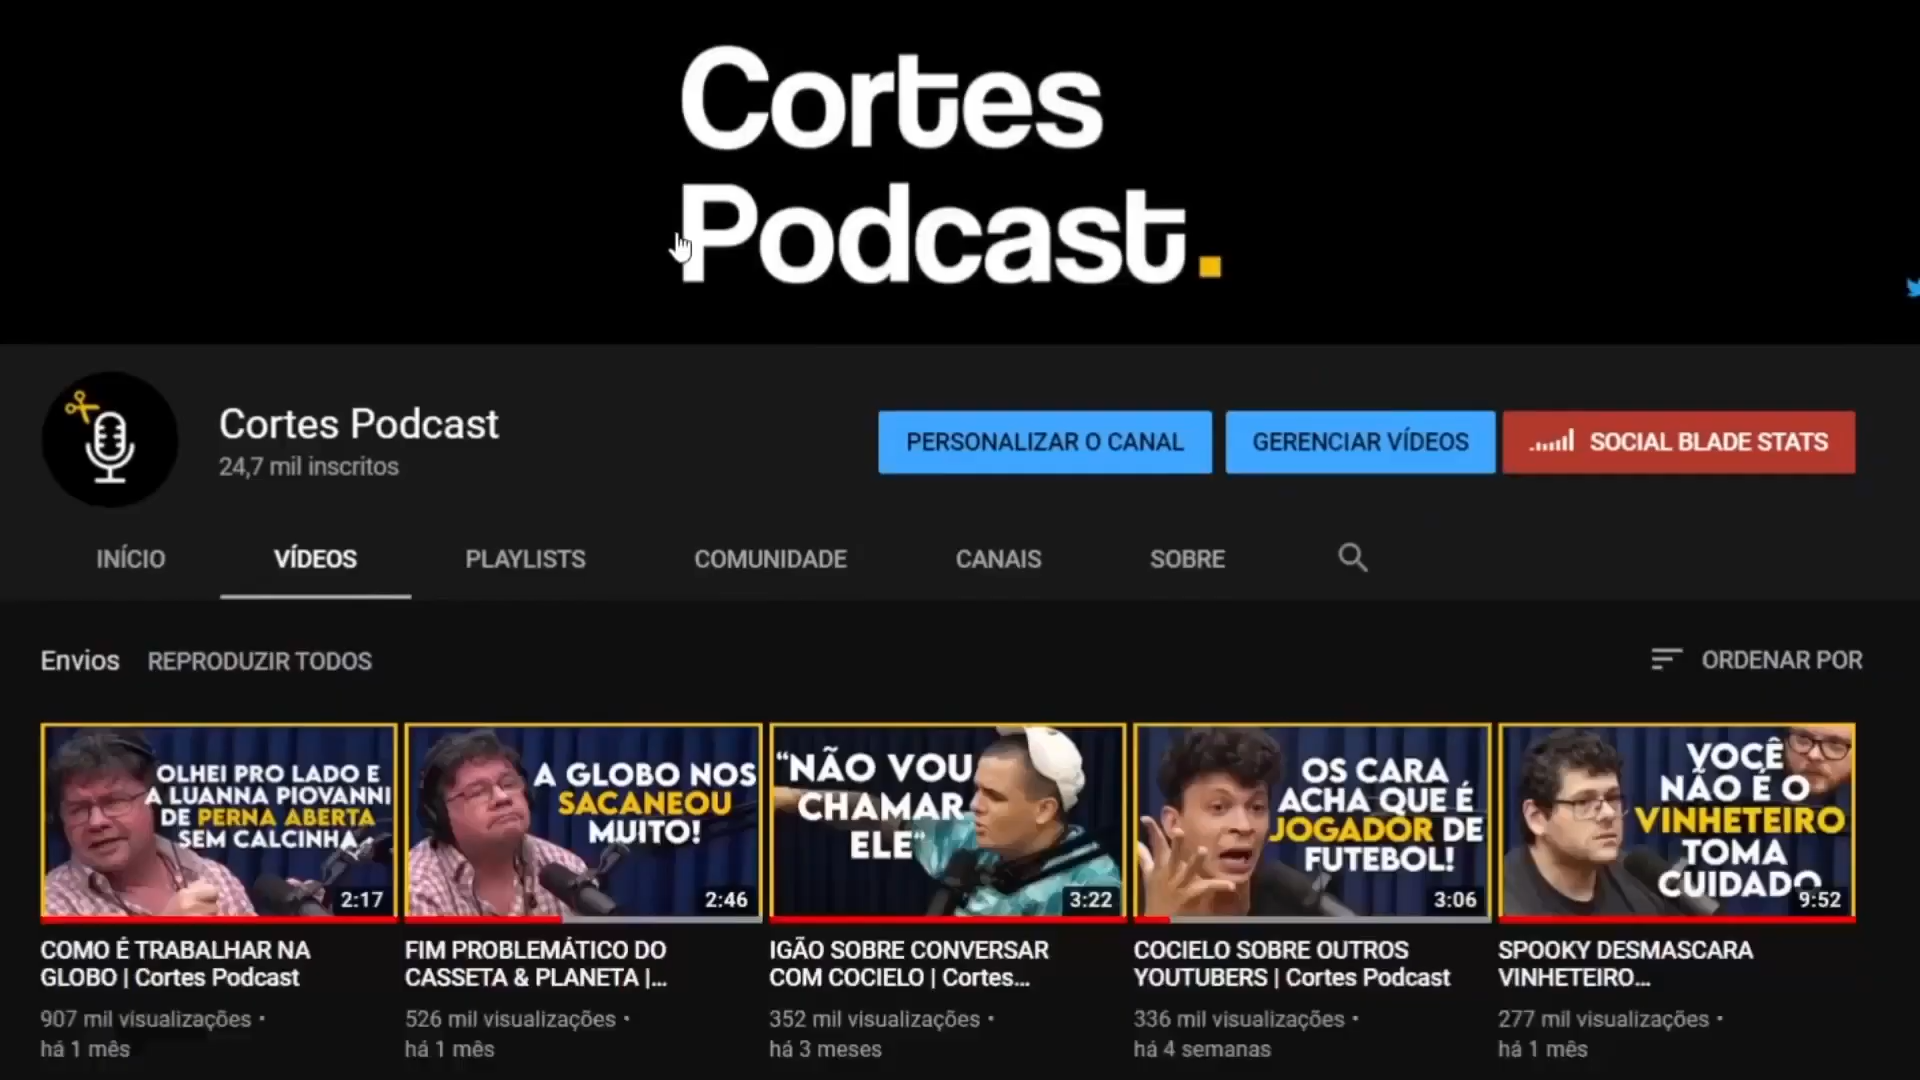 Cortes
Podcast.
Cortes Podcast
24,7 mil inscritos
PERSONALIZAR O CANAL
GERENCIAR VÍDEOS
SOCIAL BLADE STATS
INÍCIO
VÍDEOS
PLAYLISTS
COMUNIDADE
CANAIS
SOBRE
Envios
REPRODUZIR TODOS
ORDENAR POR
OLHEI PRO LADO E
A LUANNA PIOVANNI
DE PERNA ABERTA
SEM CALCINHA
2:17
COMO É TRABALHAR NA
GLOBO | Cortes Podcast
907 mil visualizações •
há 1 mês
A GLOBO NOS
SACANEOU
MUITO!
2:46
FIM PROBLEMÁTICO DO
CASSETA & PLANETA |...
526 mil visualizações •
há 1 mês
“NÃO VOU
CHAMAR
ELE“
3:22
IGÃO SOBRE CONVERSAR
COM COCIELO | Cortes...
352 mil visualizações •
há 3 meses
OS CARA
ACHA QUE É
JOGADOR DE
FUTEBOL!
3:06
COCIELO SOBRE OUTROS
YOUTUBERS | Cortes Podcast
336 mil visualizações •
há 4 semanas
VOCÊ
NÃO É O
VINHETEIRO
TOMA
CUIDADO
9:52
SPOOKY DESMASCARA
VINHETEIRO...
277 mil visualizações •
há 1 mês